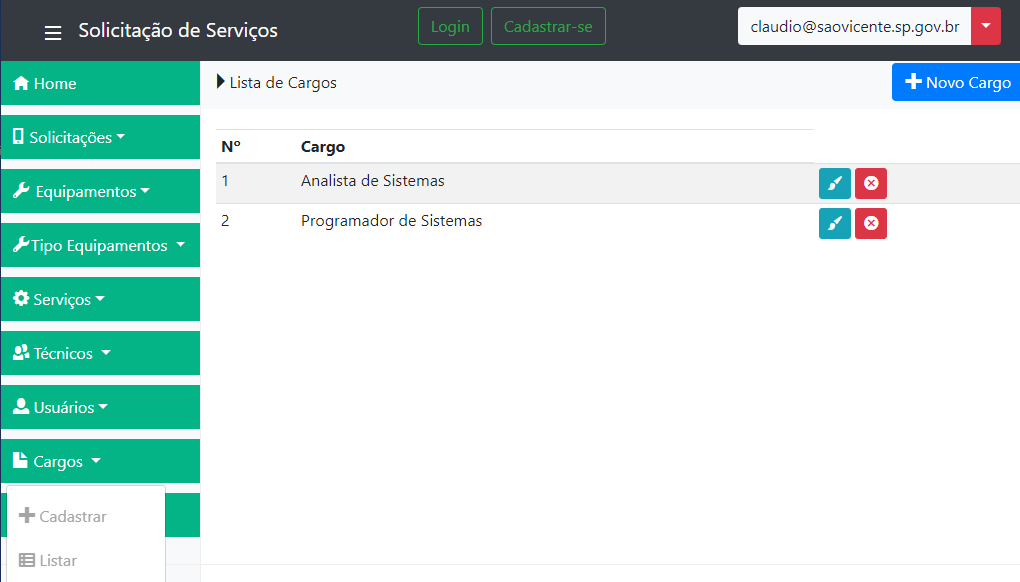 Solicitação de Serviços
Login
Cadastrar-se
claudio@saovicente.sp.gov.br
Home
Solicitações
Equipamentos
Tipo Equipamentos
Serviços
Técnicos
Usuários
Cargos
Cadastrar
Listar
Lista de Cargos
Novo Cargo
Nº Cargo
1 Analista de Sistemas
2 Programador de Sistemas